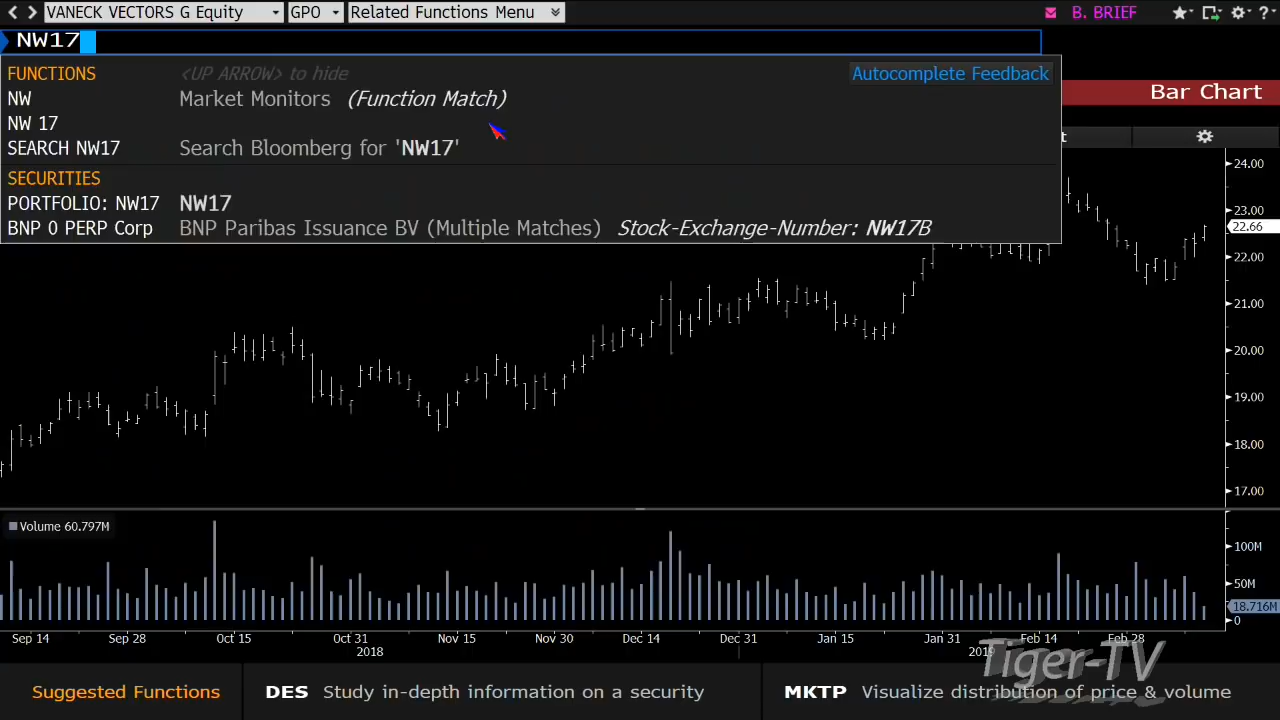 VANECK VECTORS G Equity GPO Related Functions Menu B. BRIEF ?
NW17
FUNCTIONS <UP ARROW> to hide Autocomplete Feedback
NW Market Monitors (Function Match)
NW 17
SEARCH NW17 Search Bloomberg for 'NW17'
SECURITIES
PORTFOLIO: NW17 NW17
BNP 0 PERP Corp BNP Paribas Issuance BV (Multiple Matches) Stock-Exchange-Number: NW17B
Bar Chart
t
24.00
23.00
22.66
22.00
21.00
20.00
19.00
18.00
17.00
Volume 60.797M
100M
50M
18.716M
0
Sep 14 Sep 28 Oct 15 Oct 31 Nov 15 Nov 30 Dec 14 Dec 31 Jan 15 Jan 31 Feb 14 Feb 28
2018
Tiger-TV
Suggested Functions DES Study in-depth information on a security MKTP Visualize distribution of price & volume